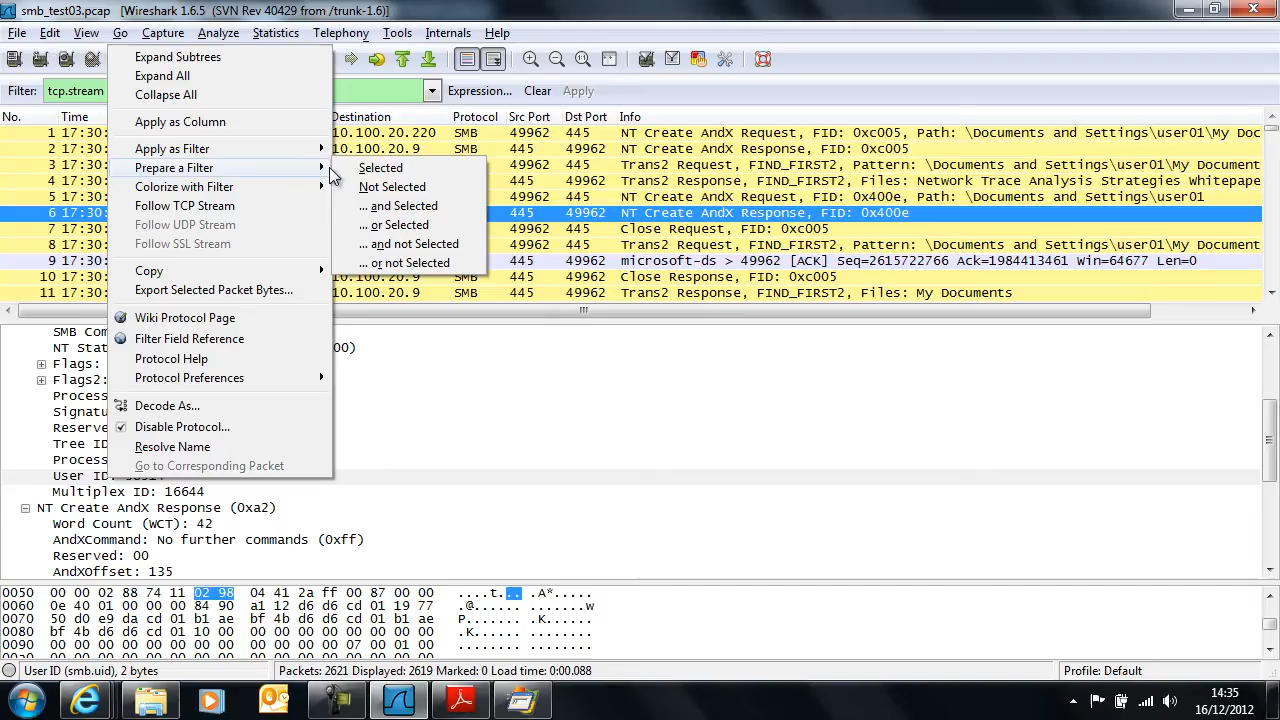 smb_test03.pcap [Wireshark 1.6.5 (SVN Rev 40429 from /trunk-1.6)]
File Edit View Go Capture Analyze Statistics Telephony Tools Internals Help
Filter: tcp.stream Expression... Clear Apply
No. Time Destination Protocol Src Port Dst Port Info
1 17:30: 10.100.20.220 SMB 49962 445 NT Create AndX Request, FID: 0xc005, Path: \Documents and Settings\user01\My Doc
2 17:30: 10.100.20.9 SMB 445 49962 NT Create AndX Response, FID: 0xc005
3 17:30: Trans2 Request, FIND_FIRST2, Pattern: \Documents and Settings\user01\My Documen
4 17:30: 445 49962 Trans2 Response, FIND_FIRST2, Files: Network Trace Analysis Strategies Whitepape
5 17:30: 49962 445 NT Create AndX Request, FID: 0x400e, Path: \Documents and Settings\user01
6 17:30: 445 49962 NT Create AndX Response, FID: 0x400e
7 17:30: 49962 445 Close Request, FID: 0xc005
8 17:30: 49962 445 Trans2 Request, FIND_FIRST2, Pattern: \Documents and Settings\user01\My Documen
9 17:30: 445 49962 microsoft-ds > 49962 [ACK] Seq=2615722766 Ack=1984413461 Win=64677 Len=0
10 17:30: 10.100.20.9 SMB 445 49962 Close Response, FID: 0xc005
11 17:30: 10.100.20.9 SMB 445 49962 Trans2 Response, FIND_FIRST2, Files: My Documents
Expand Subtrees
Expand All
Collapse All
Apply as Column
Apply as Filter
Prepare a Filter
Colorize with Filter
Follow TCP Stream
Follow UDP Stream
Follow SSL Stream
Copy
Export Selected Packet Bytes...
Wiki Protocol Page
Filter Field Reference
Protocol Help
Protocol Preferences
Decode As...
Disable Protocol...
Resolve Name
Go to Corresponding Packet
Selected
Not Selected
... and Selected
... or Selected
... and not Selected
... or not Selected
SMB Com
NT Stat 00)
Flags:
Flags2:
Process
Signatu
Reserve
Tree ID
Process
User ID:
Multiplex ID: 16644
NT Create AndX Response (0xa2)
Word Count (WCT): 42
AndXCommand: No further commands (0xff)
Reserved: 00
AndXOffset: 135
0050 00 00 02 88 74 11 02 98 04 41 2a ff 00 87 00 00 ....t... .A*.....
0060 0e 40 01 00 00 00 84 90 a1 12 d6 d6 cd 01 19 77 .@...... .......w
0070 50 d0 e9 da cd 01 b1 ae bf 4b d6 d6 cd 01 b1 ae P....... .K......
0080 bf 4b d6 d6 cd 01 10 00 00 00 00 00 00 00 00 00 .K...... ........
0090 00 00 00 00 00 00 00 00 00 00 00 07 00 01 00 ........ ........
User ID (smb.uid), 2 bytes Packets: 2621 Displayed: 2619 Marked: 0 Load time: 0:00.088 Profile: Default
14:35
16/12/2012